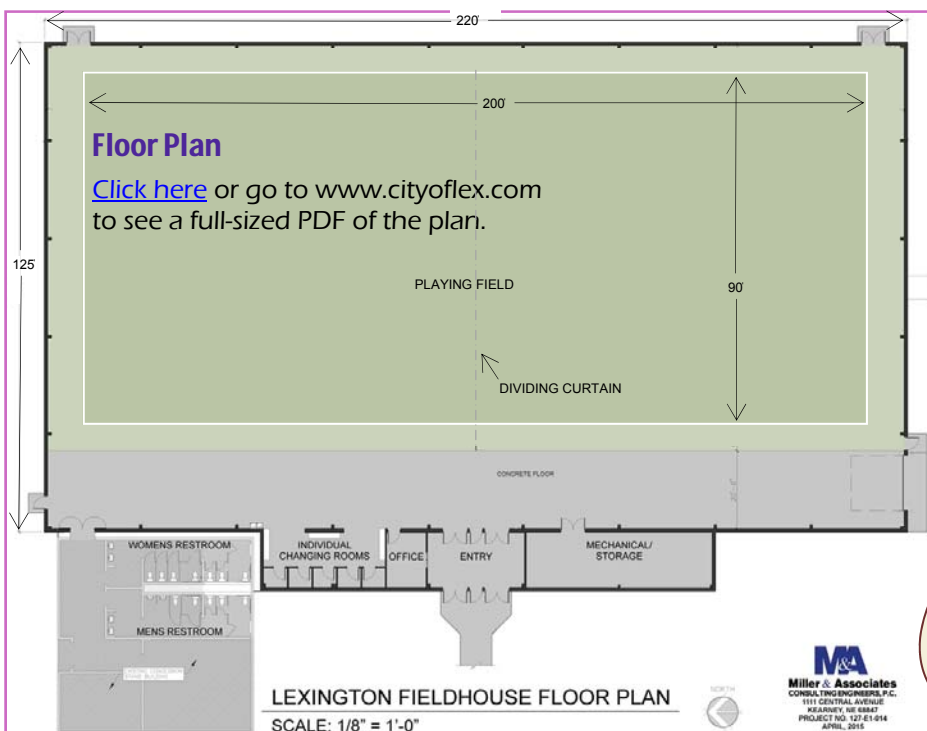 220'
200'
Floor Plan
Click here or go to www.cityoflex.com
to see a full-sized PDF of the plan.
125'
PLAYING FIELD
90'
DIVIDING CURTAIN
CONCRETE FLOOR
WOMENS RESTROOM
INDIVIDUAL
CHANGING ROOMS
OFFICE
ENTRY
MECHANICAL/
STORAGE
MENS RESTROOM
LEXINGTON FIELDHOUSE FLOOR PLAN
SCALE: 1/8" = 1'-0"
NORTH
M&A
Miller & Associates
CONSULTING ENGINEERS, P.C.
1111 CENTRAL AVENUE
KEARNEY, NE 68847
PROJECT NO. 127-E1-014
APRIL, 2015